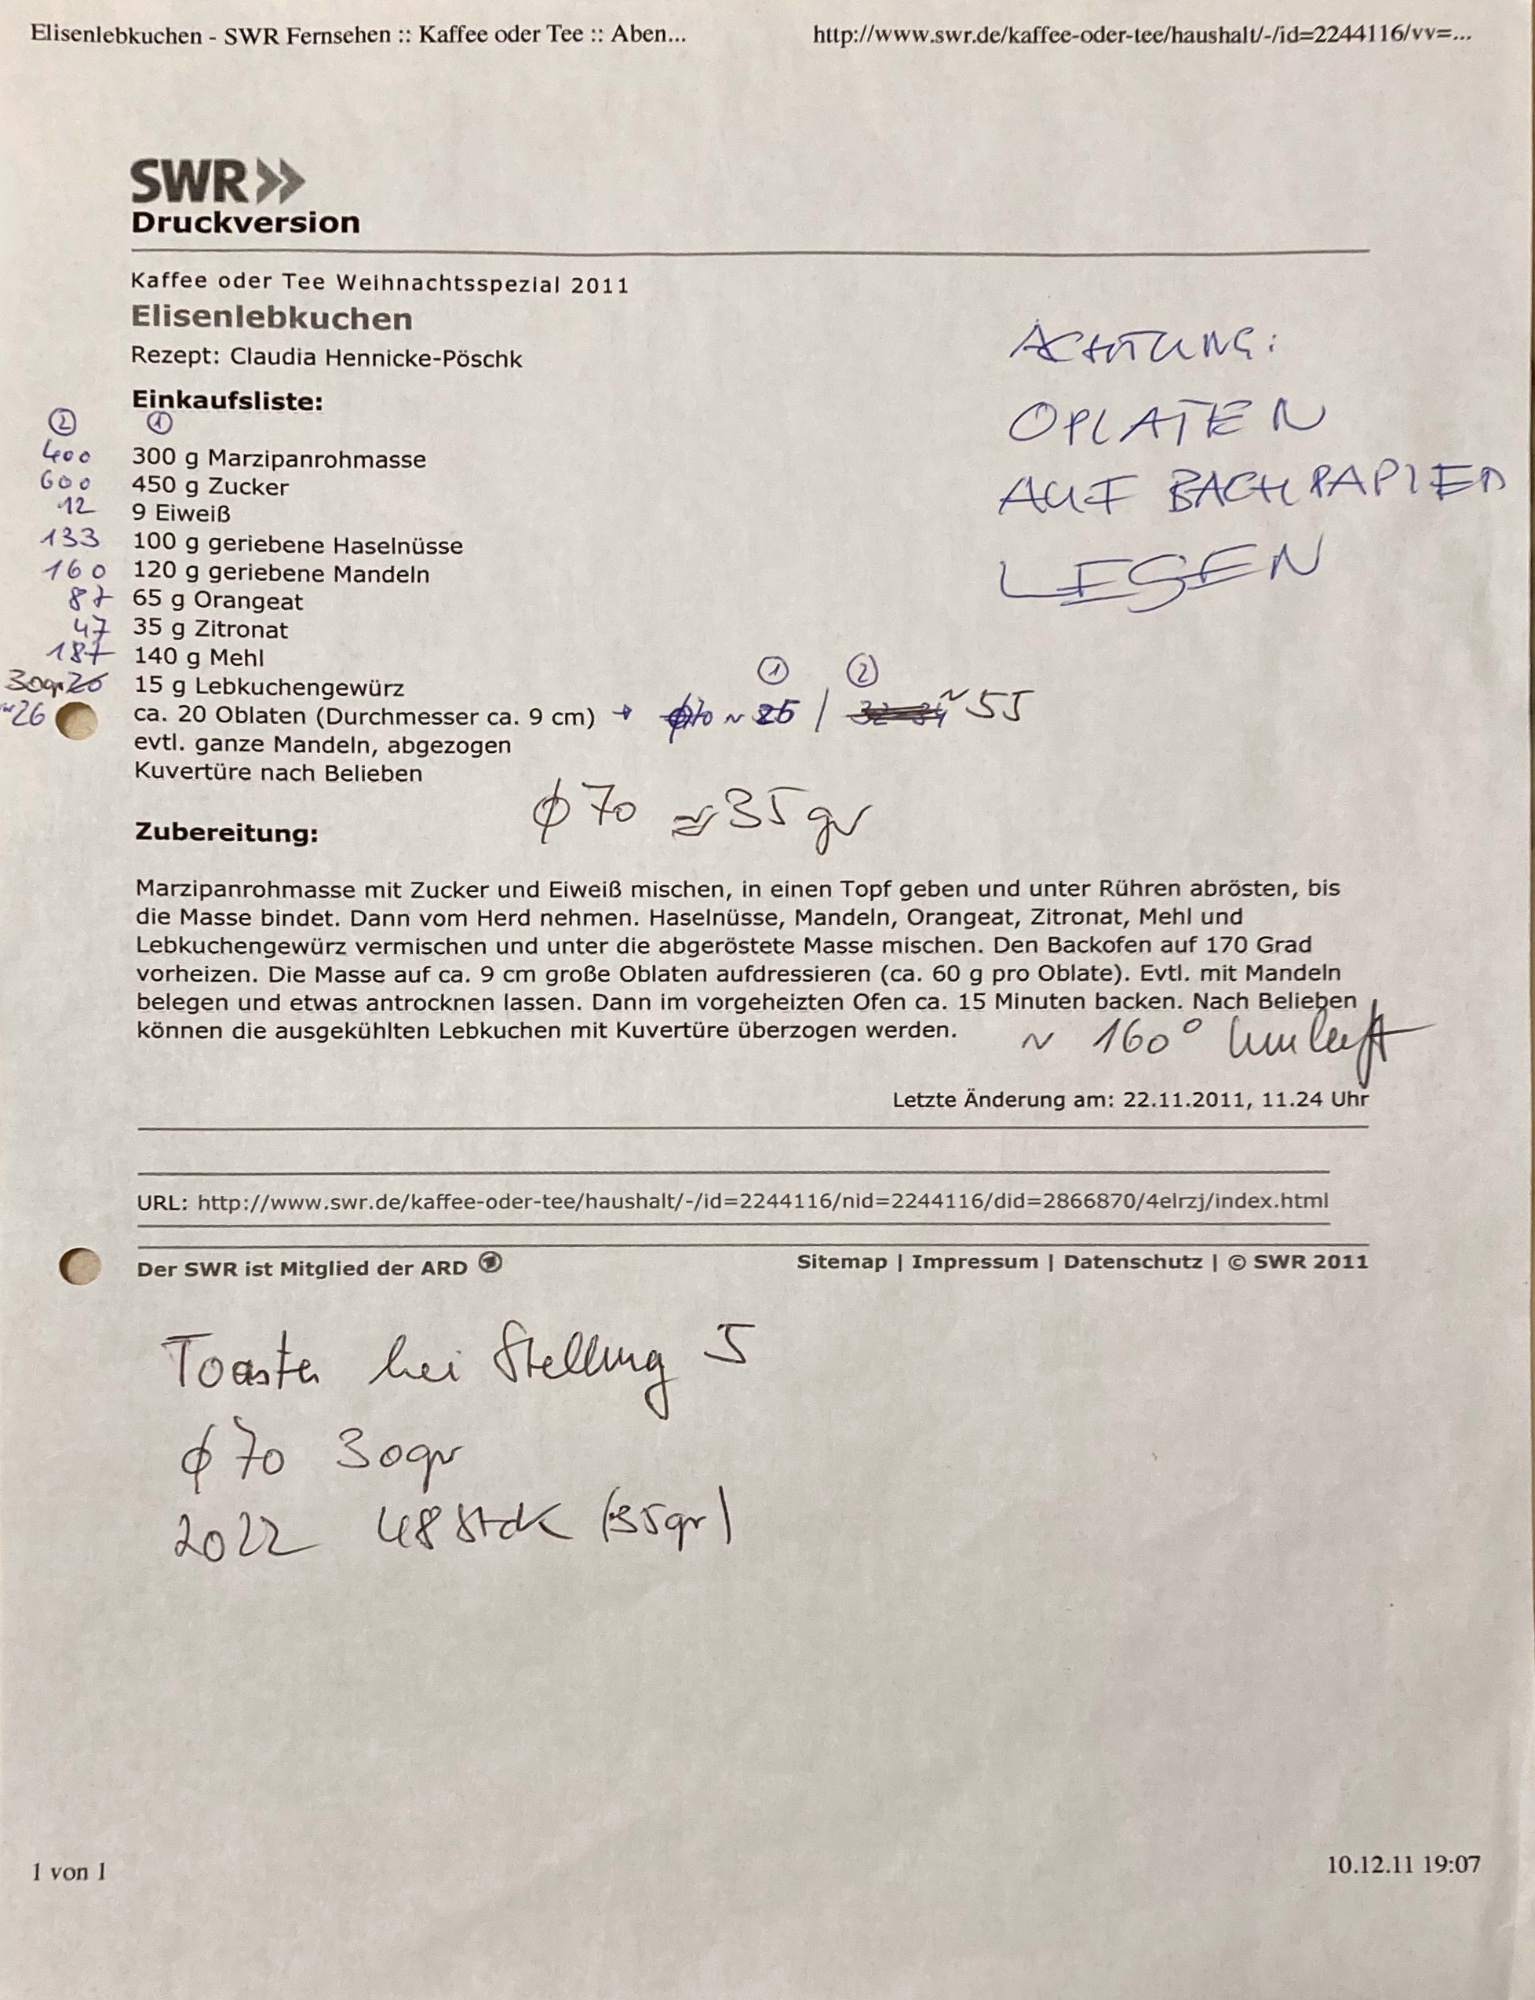 Elisenlebkuchen - SWR Fernsehen :: Kaffee oder Tee :: Aben... http://www.swr.de/kaffee-oder-tee/haushalt/-/id=2244116/vv=...
SWR
Druckversion
Kaffee oder Tee Weihnachtsspezial 2011
Elisenlebkuchen
Rezept: Claudia Hennicke-Pöschk
ACHTUNG:
OPLATEN
AUF BACHPAPIER
LESEN
Einkaufsliste:
② ①
400 300 g Marzipanrohmasse
600 450 g Zucker
12 9 Eiweiß
133 100 g geriebene Haselnüsse
160 120 g geriebene Mandeln
87 65 g Orangeat
47 35 g Zitronat
187 140 g Mehl
30gr 15 g Lebkuchengewürz
① ②
~26 ca. 20 Oblaten (Durchmesser ca. 9 cm) → ϕ70 ~ / ~55
evtl. ganze Mandeln, abgezogen
Kuvertüre nach Belieben
ϕ 70 ≈ 35 gr
Zubereitung:
Marzipanrohmasse mit Zucker und Eiweiß mischen, in einen Topf geben und unter Rühren abrösten, bis
die Masse bindet. Dann vom Herd nehmen. Haselnüsse, Mandeln, Orangeat, Zitronat, Mehl und
Lebkuchengewürz vermischen und unter die abgeröstete Masse mischen. Den Backofen auf 170 Grad
vorheizen. Die Masse auf ca. 9 cm große Oblaten aufdressieren (ca. 60 g pro Oblate). Evtl. mit Mandeln
belegen und etwas antrocknen lassen. Dann im vorgeheizten Ofen ca. 15 Minuten backen. Nach Belieben
können die ausgekühlten Lebkuchen mit Kuvertüre überzogen werden.
~ 160° Umluft
Letzte Änderung am: 22.11.2011, 11.24 Uhr
URL: http://www.swr.de/kaffee-oder-tee/haushalt/-/id=2244116/nid=2244116/did=2866870/4elrzj/index.html
Der SWR ist Mitglied der ARD Sitemap | Impressum | Datenschutz | © SWR 2011
Toaster bei Stellung 5
ϕ 70 30gr
2022 48 Stck (35gr)
1 von 1 10.12.11 19:07